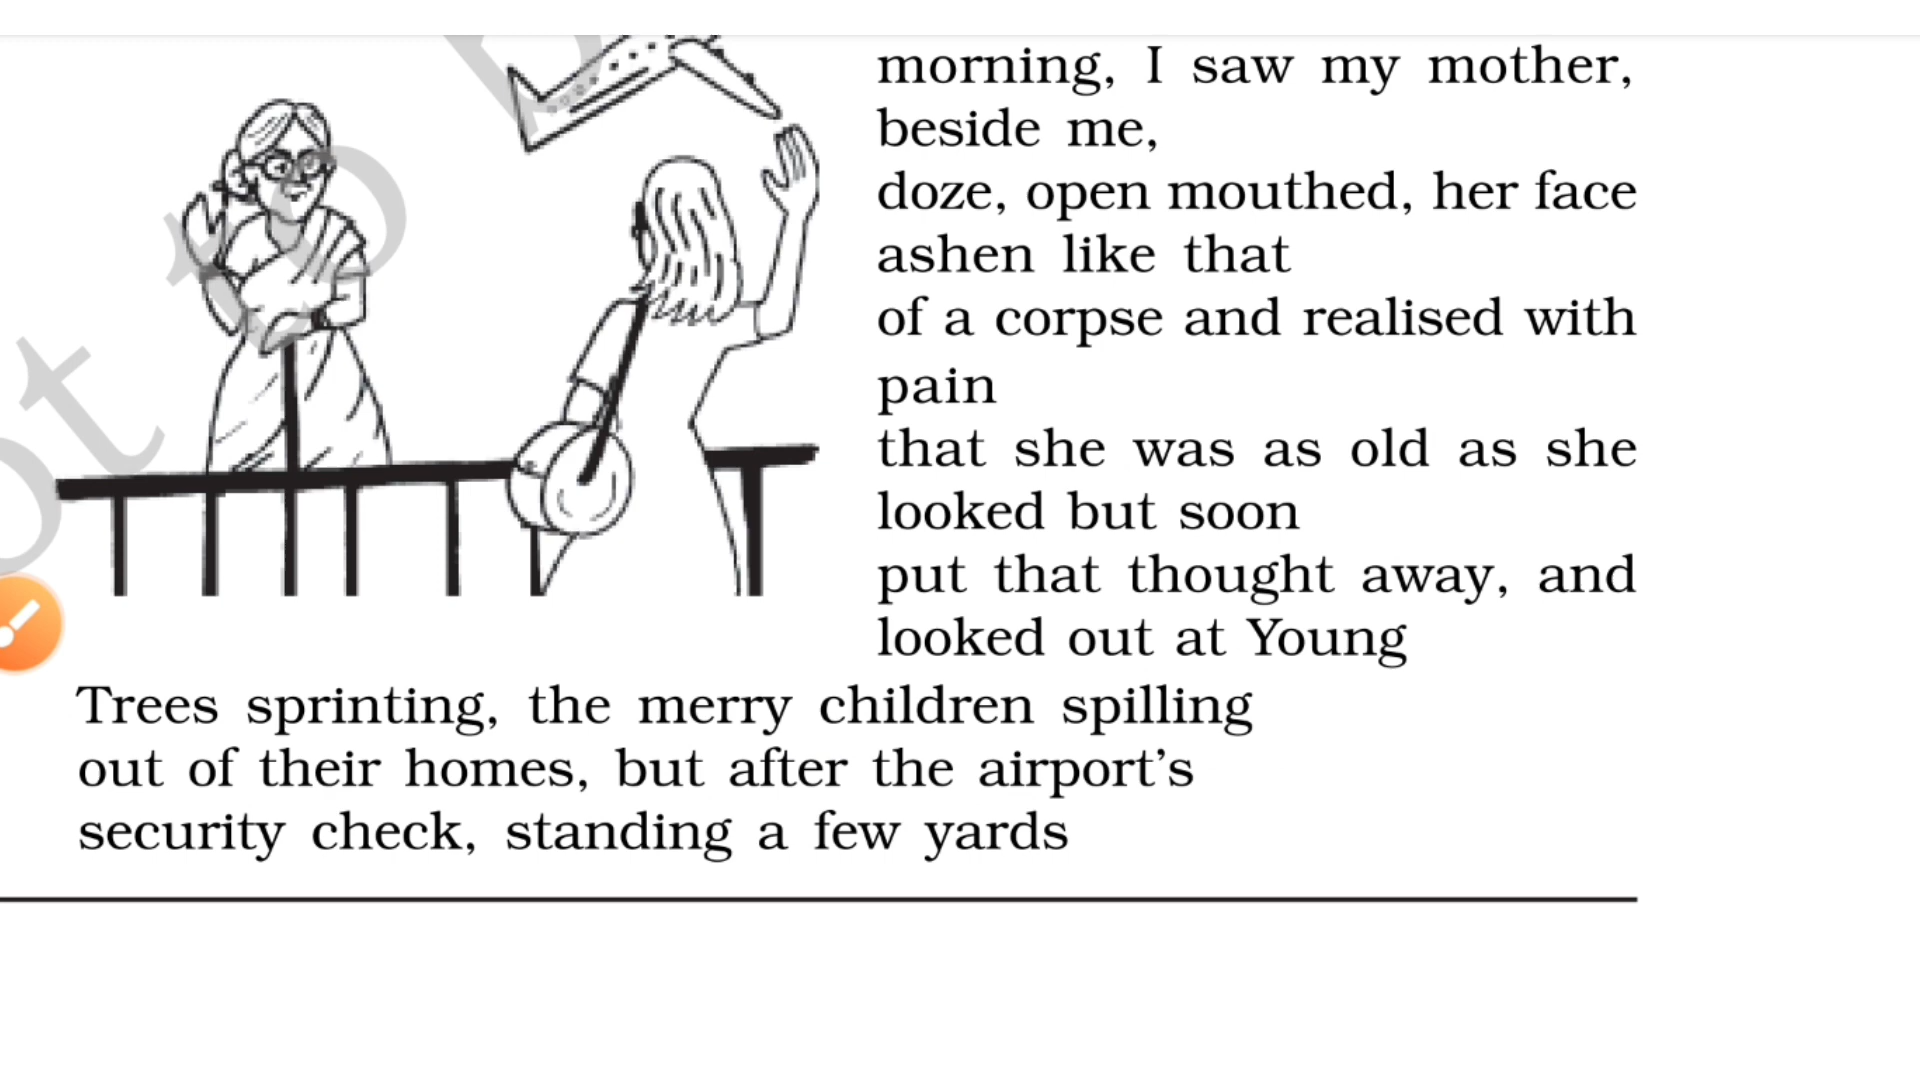 morning, I saw my mother,
beside me,
doze, open mouthed, her face
ashen like that
of a corpse and realised with
pain
that she was as old as she
looked but soon
put that thought away, and
looked out at Young
Trees sprinting, the merry children spilling
out of their homes, but after the airport’s
security check, standing a few yards